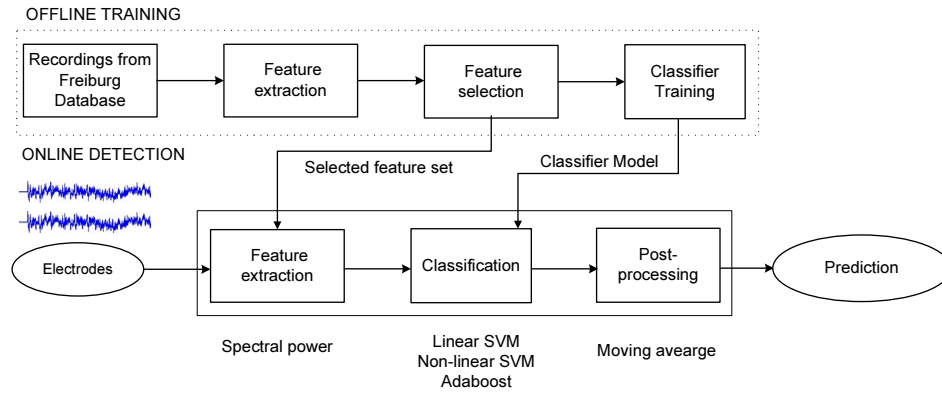 OFFLINE TRAINING
Recordings from
Freiburg
Database
Feature
extraction
Feature
selection
Classifier
Training
ONLINE DETECTION
Selected feature set
Classifier Model
Electrodes
Feature
extraction
Classification
Post-
processing
Prediction
Spectral power
Linear SVM
Non-linear SVM
Adaboost
Moving avearge